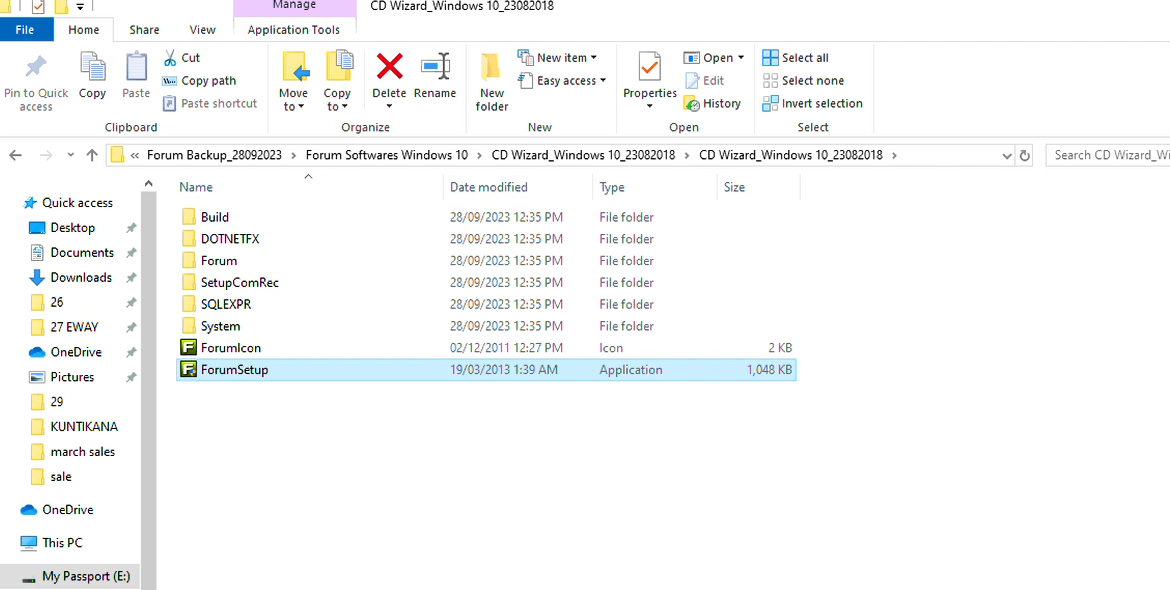 Manage CD Wizard_Windows 10_23082018
File Home Share View Application Tools
Pin to Quick access
Copy
Paste
Cut
Copy path
Paste shortcut
Clipboard
Move to
Copy to
Delete
Rename
Organize
New folder
New item
Easy access
New
Properties
Open
Edit
History
Open
Select all
Select none
Invert selection
Select
« Forum Backup_28092023 › Forum Softwares Windows 10 › CD Wizard_Windows 10_23082018 › CD Wizard_Windows 10_23082018 ›
Search CD Wizard_Wi
Quick access
Desktop
Documents
Downloads
26
27 EWAY
OneDrive
Pictures
29
KUNTIKANA
march sales
sale
OneDrive
This PC
My Passport (E:)
Name Date modified Type Size
Build 28/09/2023 12:35 PM File folder
DOTNETFX 28/09/2023 12:35 PM File folder
Forum 28/09/2023 12:35 PM File folder
SetupComRec 28/09/2023 12:35 PM File folder
SQLEXPR 28/09/2023 12:35 PM File folder
System 28/09/2023 12:35 PM File folder
ForumIcon 02/12/2011 12:27 PM Icon 2 KB
ForumSetup 19/03/2013 1:39 AM Application 1,048 KB